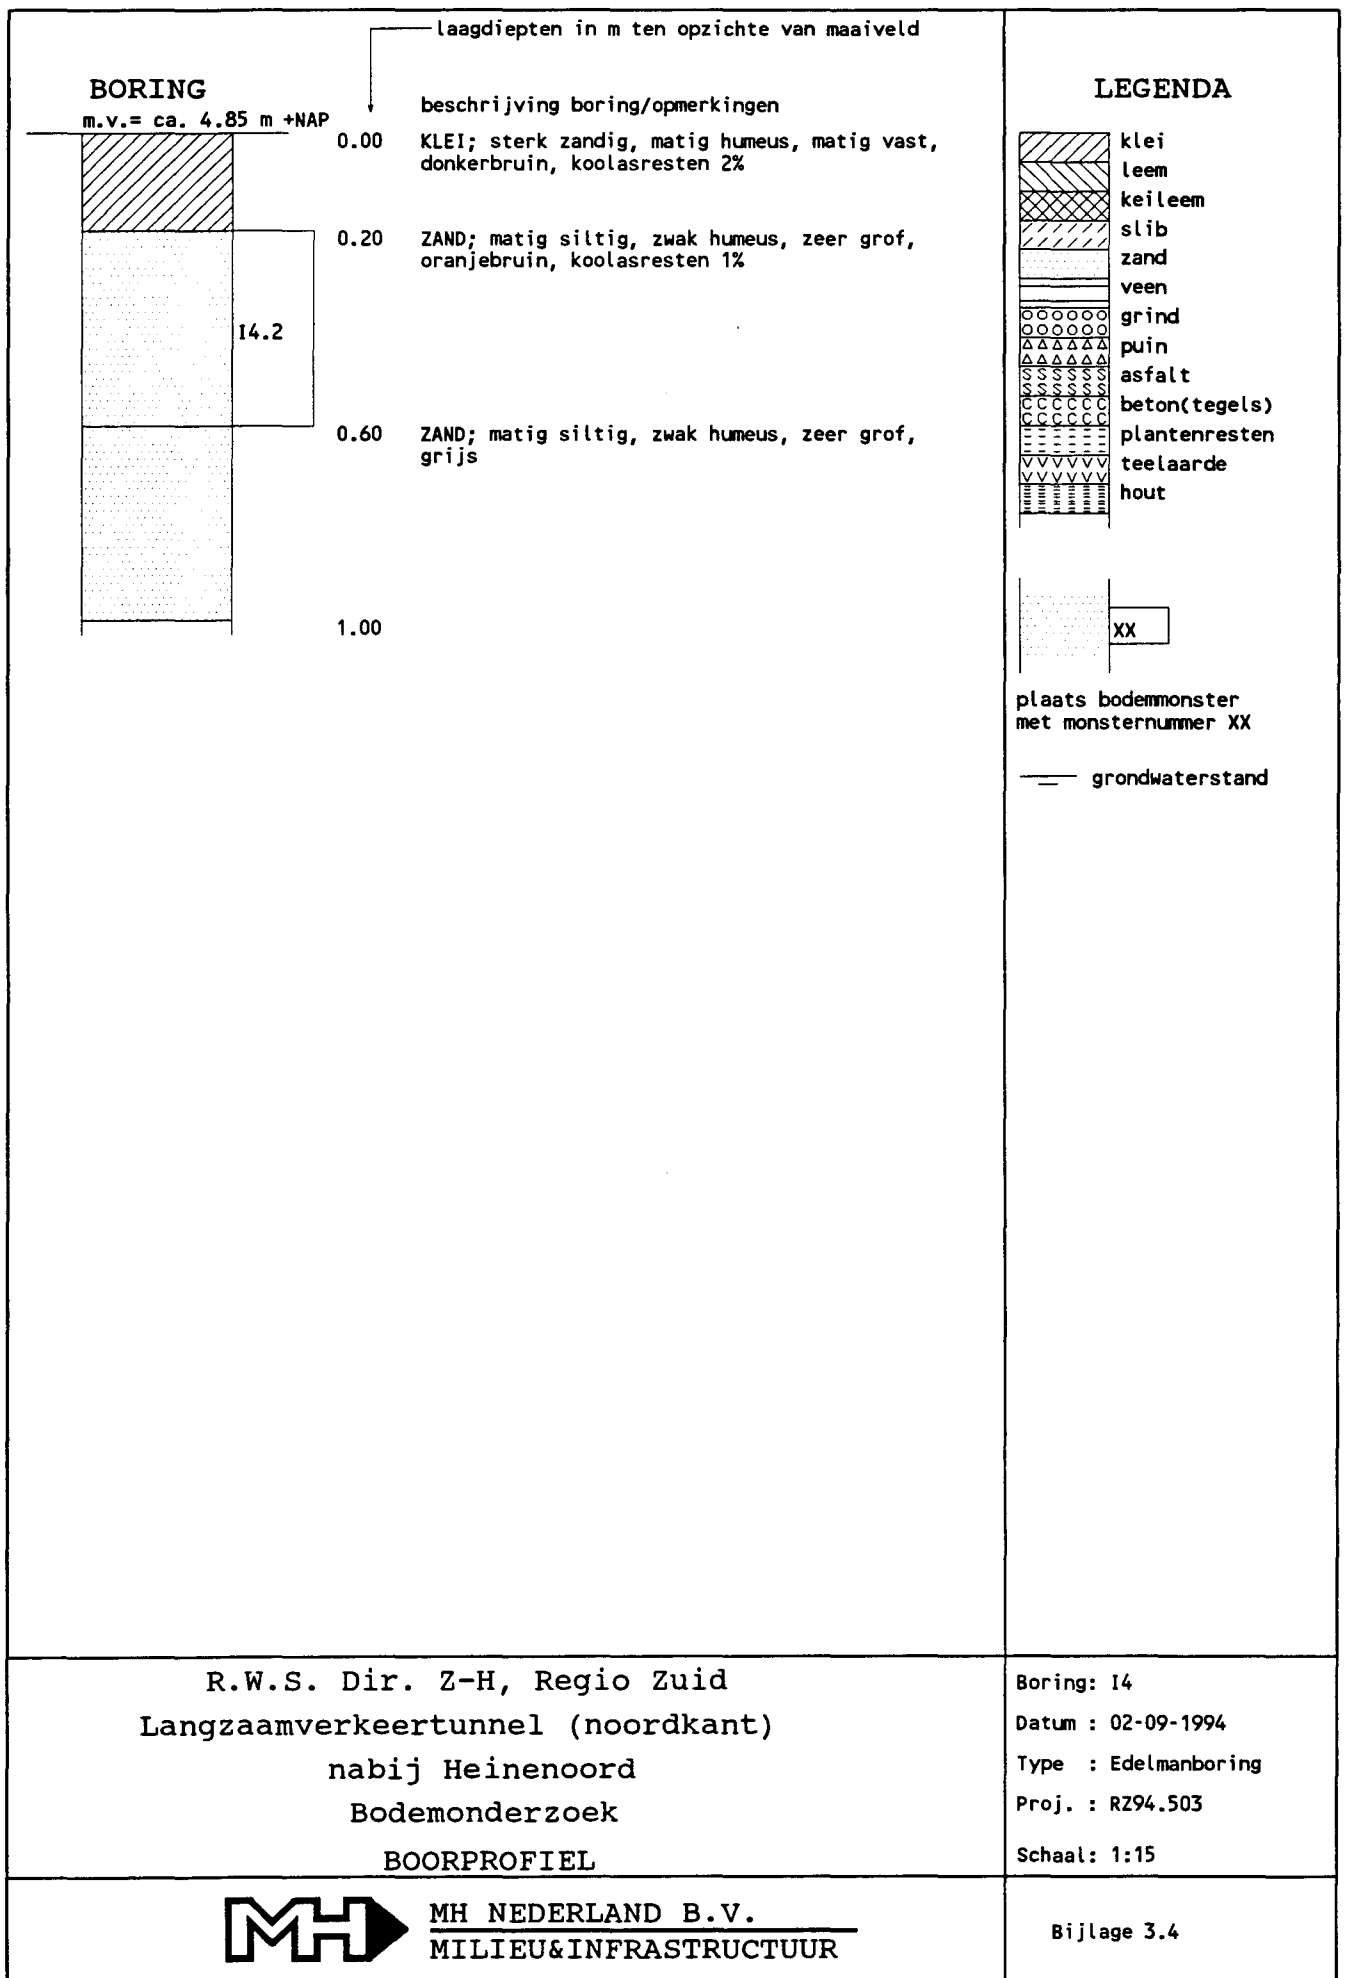 laagdiepten in m ten opzichte van maaiveld
BORING
m.v.= ca. 4.85 m +NAP
beschrijving boring/opmerkingen
0.00 KLEI; sterk zandig, matig humeus, matig vast,
donkerbruin, koolasresten 2%
0.20 ZAND; matig siltig, zwak humeus, zeer grof,
oranjebruin, koolasresten 1%
I4.2
0.60 ZAND; matig siltig, zwak humeus, zeer grof,
grijs
1.00
LEGENDA
klei
leem
keileem
slib
zand
veen
grind
puin
asfalt
beton(tegels)
plantenresten
teelaarde
hout
XX
plaats bodemmonster
met monsternummer XX
grondwaterstand
R.W.S. Dir. Z-H, Regio Zuid
Langzaamverkeertunnel (noordkant)
nabij Heinenoord
Bodemonderzoek
BOORPROFIEL
Boring: I4
Datum : 02-09-1994
Type : Edelmanboring
Proj. : RZ94.503
Schaal: 1:15
MH
MH NEDERLAND B.V.
MILIEU&INFRASTRUCTUUR
Bijlage 3.4